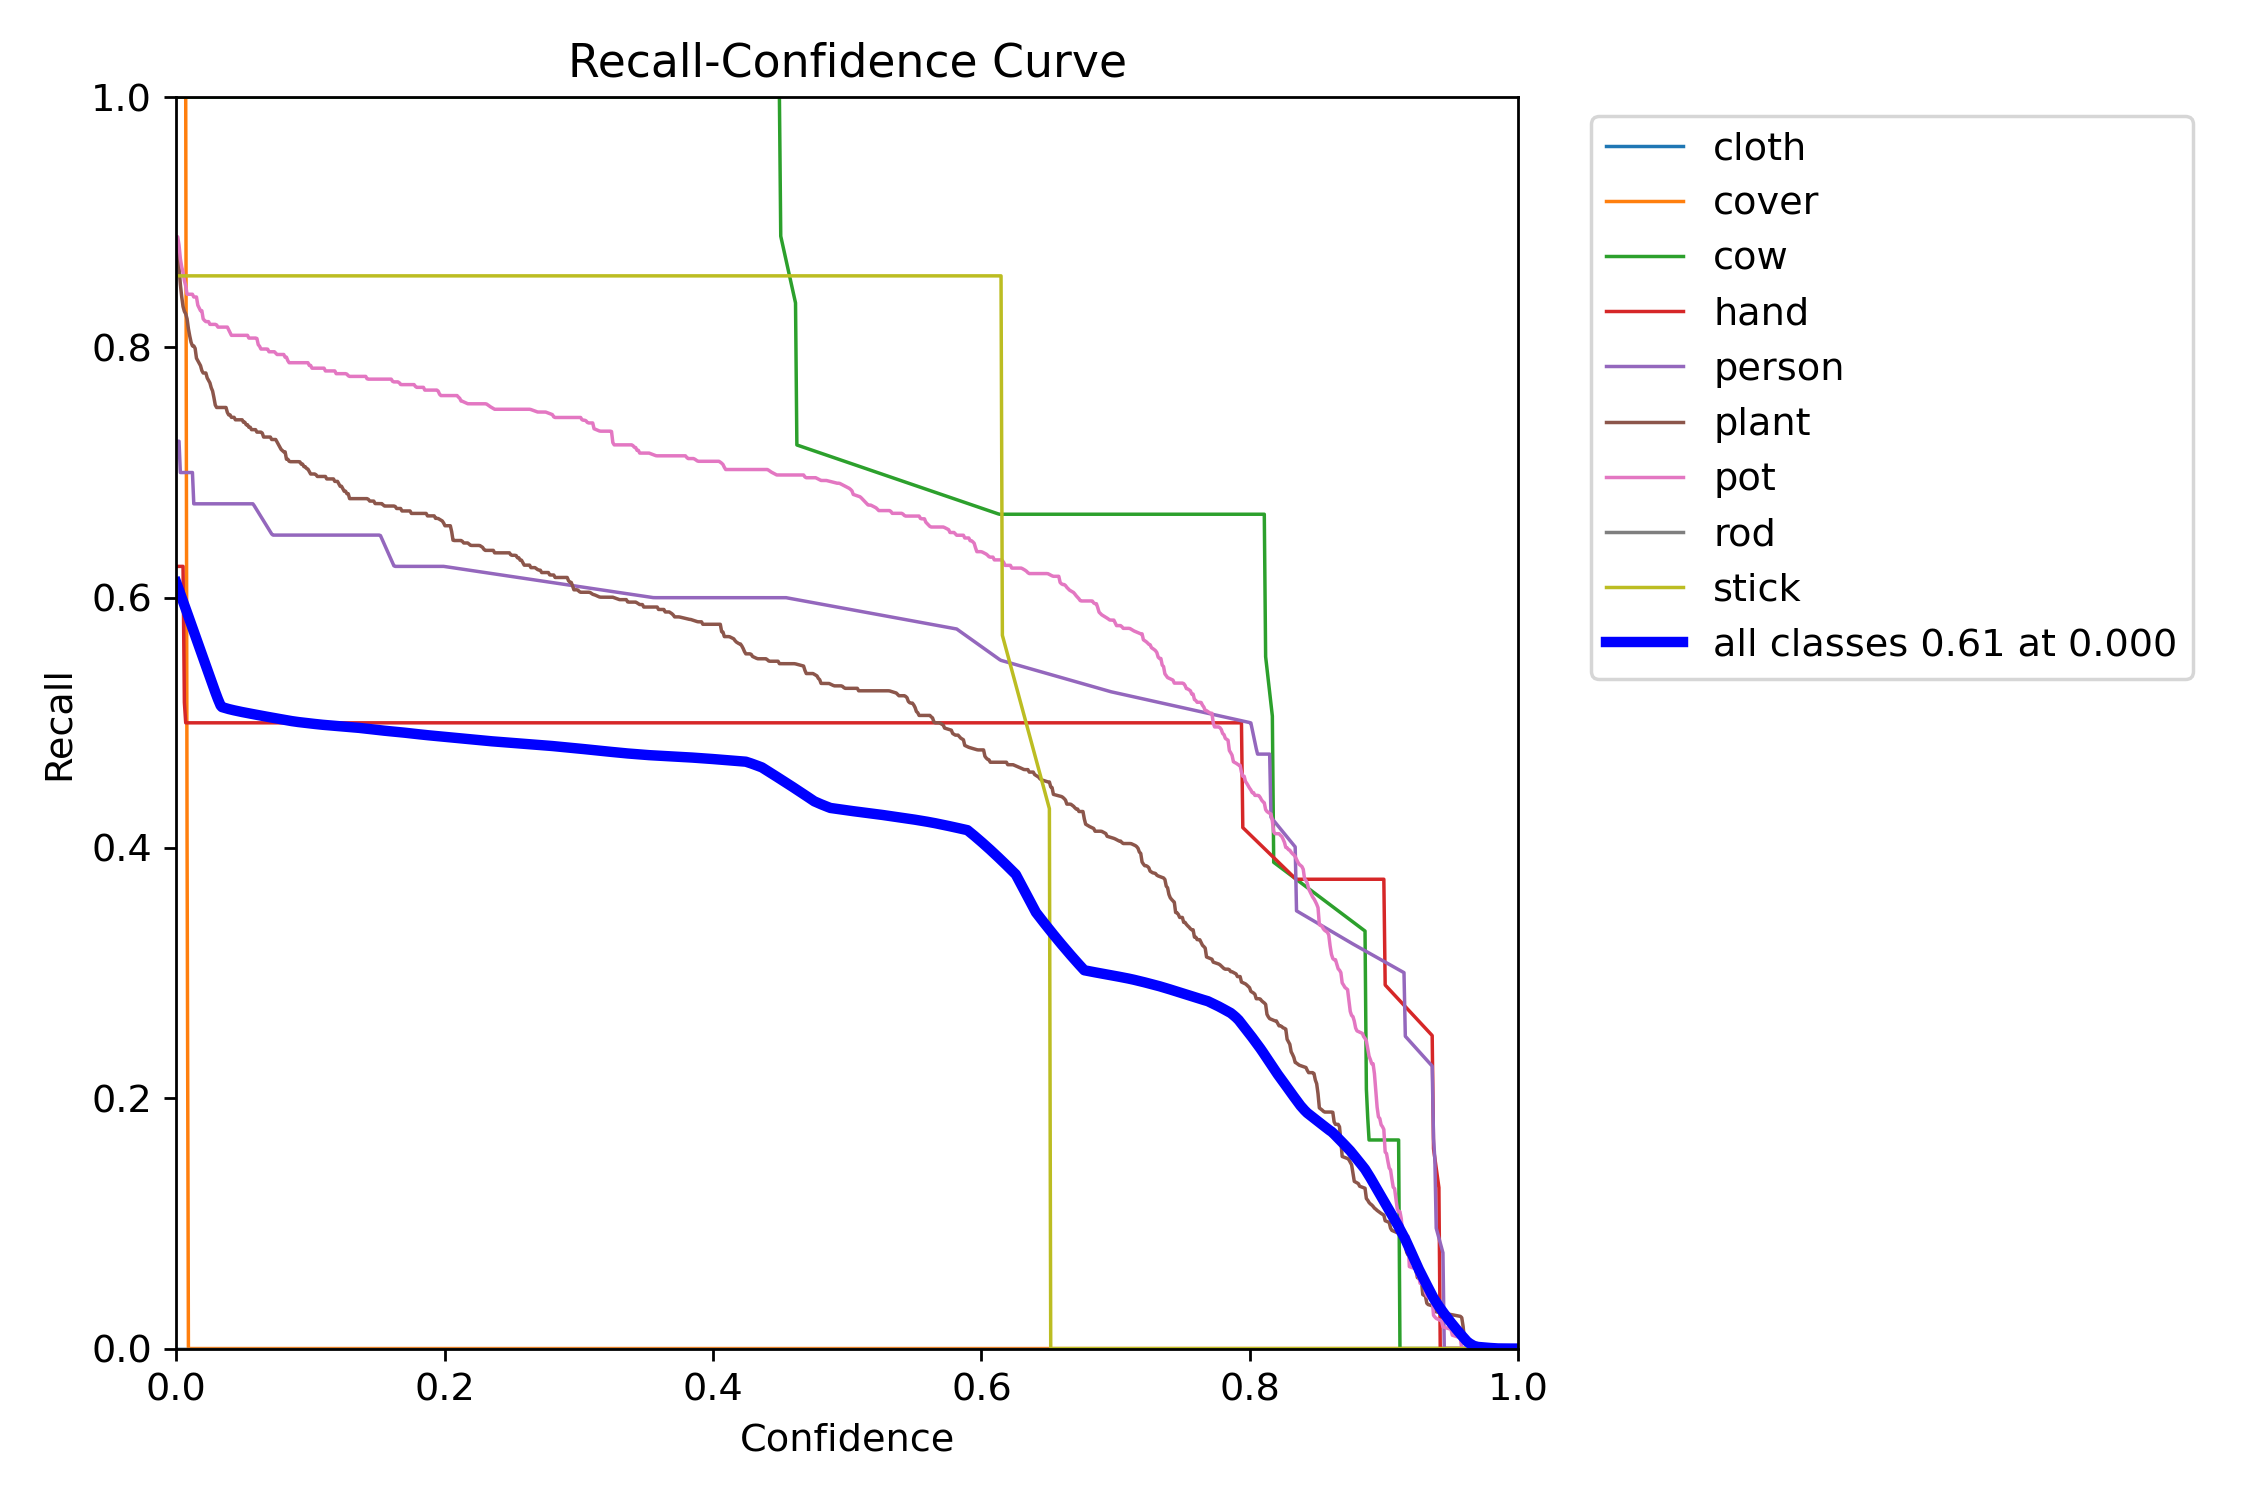 Recall-Confidence Curve
1.0
0.8
0.6
0.4
0.2
0.0
Recall
0.0 0.2 0.4 0.6 0.8 1.0
Confidence
cloth
cover
cow
hand
person
plant
pot
rod
stick
all classes 0.61 at 0.000